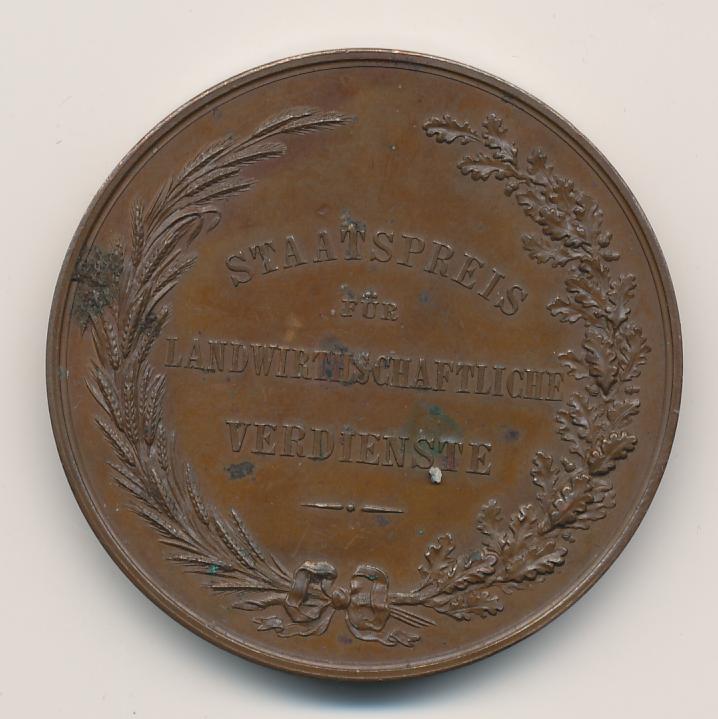 STAATSPREIS
FÜR
LANDWIRTHSCHAFTLICHE
VERDIENSTE